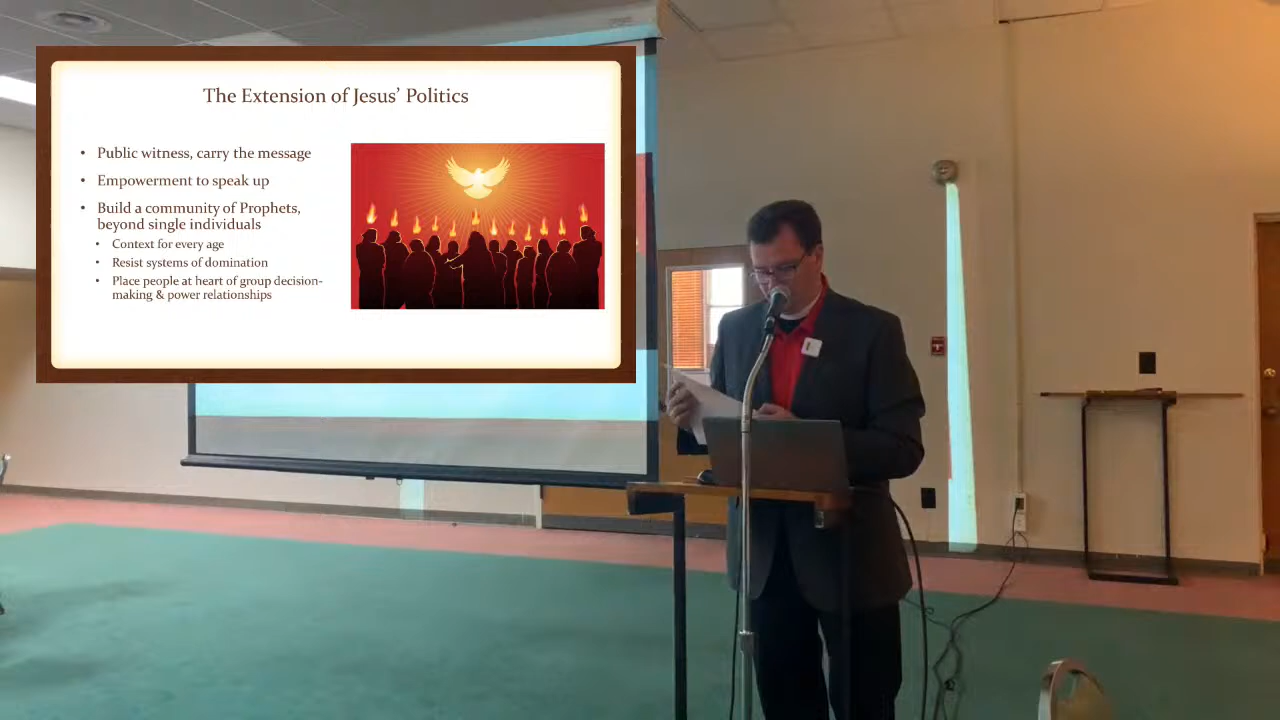 The Extension of Jesus’ Politics
• Public witness, carry the message
• Empowerment to speak up
• Build a community of Prophets,
beyond single individuals
• Context for every age
• Resist systems of domination
• Place people at heart of group decision-
making & power relationships